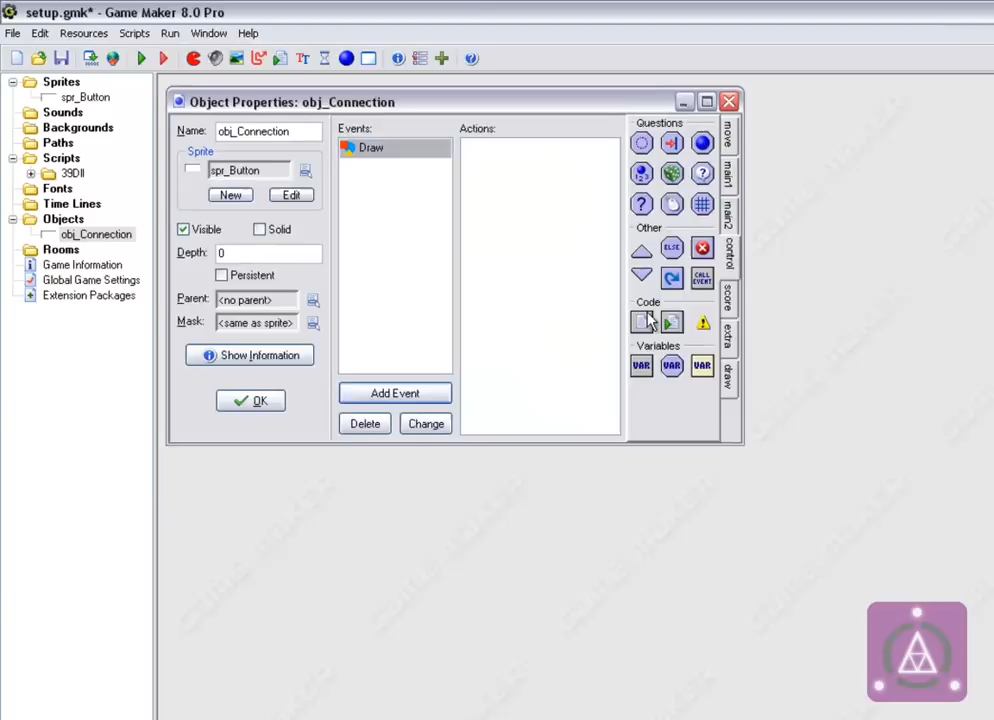 setup.gmk* - Game Maker 8.0 Pro
File Edit Resources Scripts Run Window Help
Sprites
spr_Button
Sounds
Backgrounds
Paths
Scripts
39Dll
Fonts
Time Lines
Objects
obj_Connection
Rooms
Game Information
Global Game Settings
Extension Packages
Object Properties: obj_Connection
Name: obj_Connection
Sprite
spr_Button
New Edit
Visible Solid
Depth: 0
Persistent
Parent: <no parent>
Mask: <same as sprite>
Show Information
OK
Events:
Draw
Add Event
Delete Change
Actions:
Questions
Other
ELSE
CALL EVENT
Code
Variables
VAR VAR VAR
move
main1
main2
control
score
extra
draw